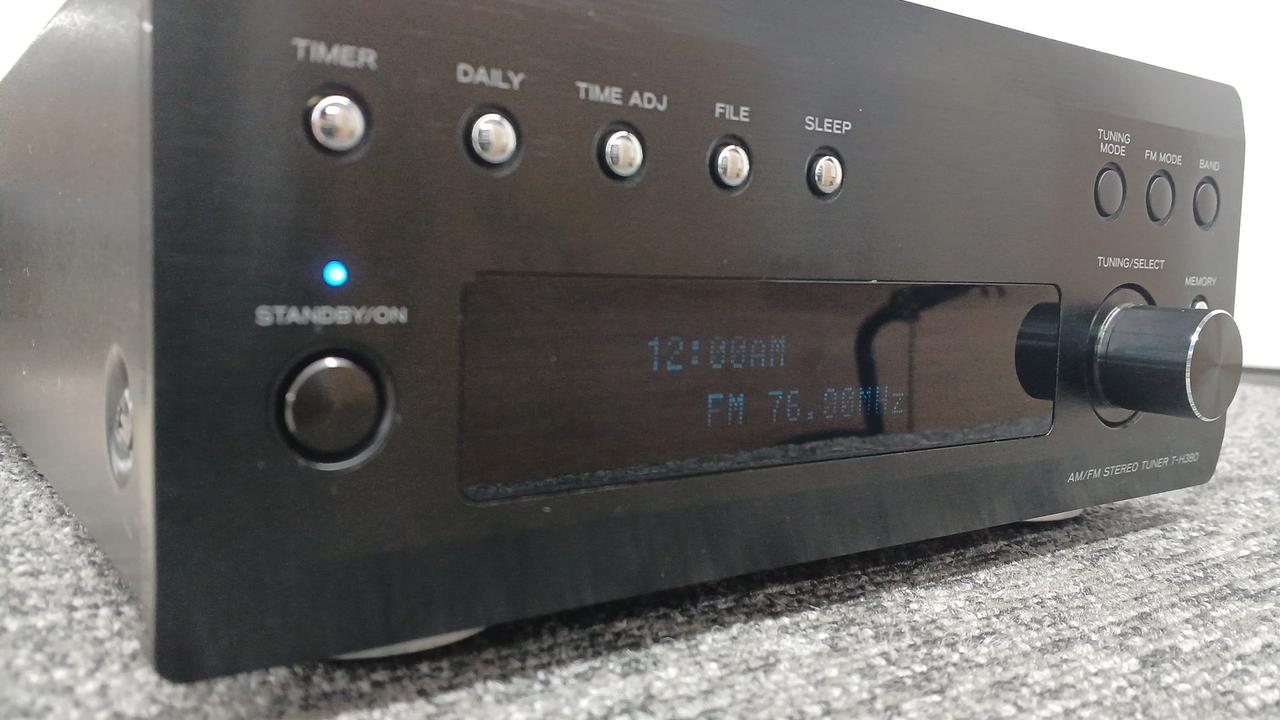 TIMER
DAILY
TIME ADJ
FILE
SLEEP
TUNING
MODE
FM MODE
BAND
STANDBY/ON
TUNING/SELECT
MEMORY
12:00AM
FM 76.00MHz
AM/FM STEREO TUNER T-H380